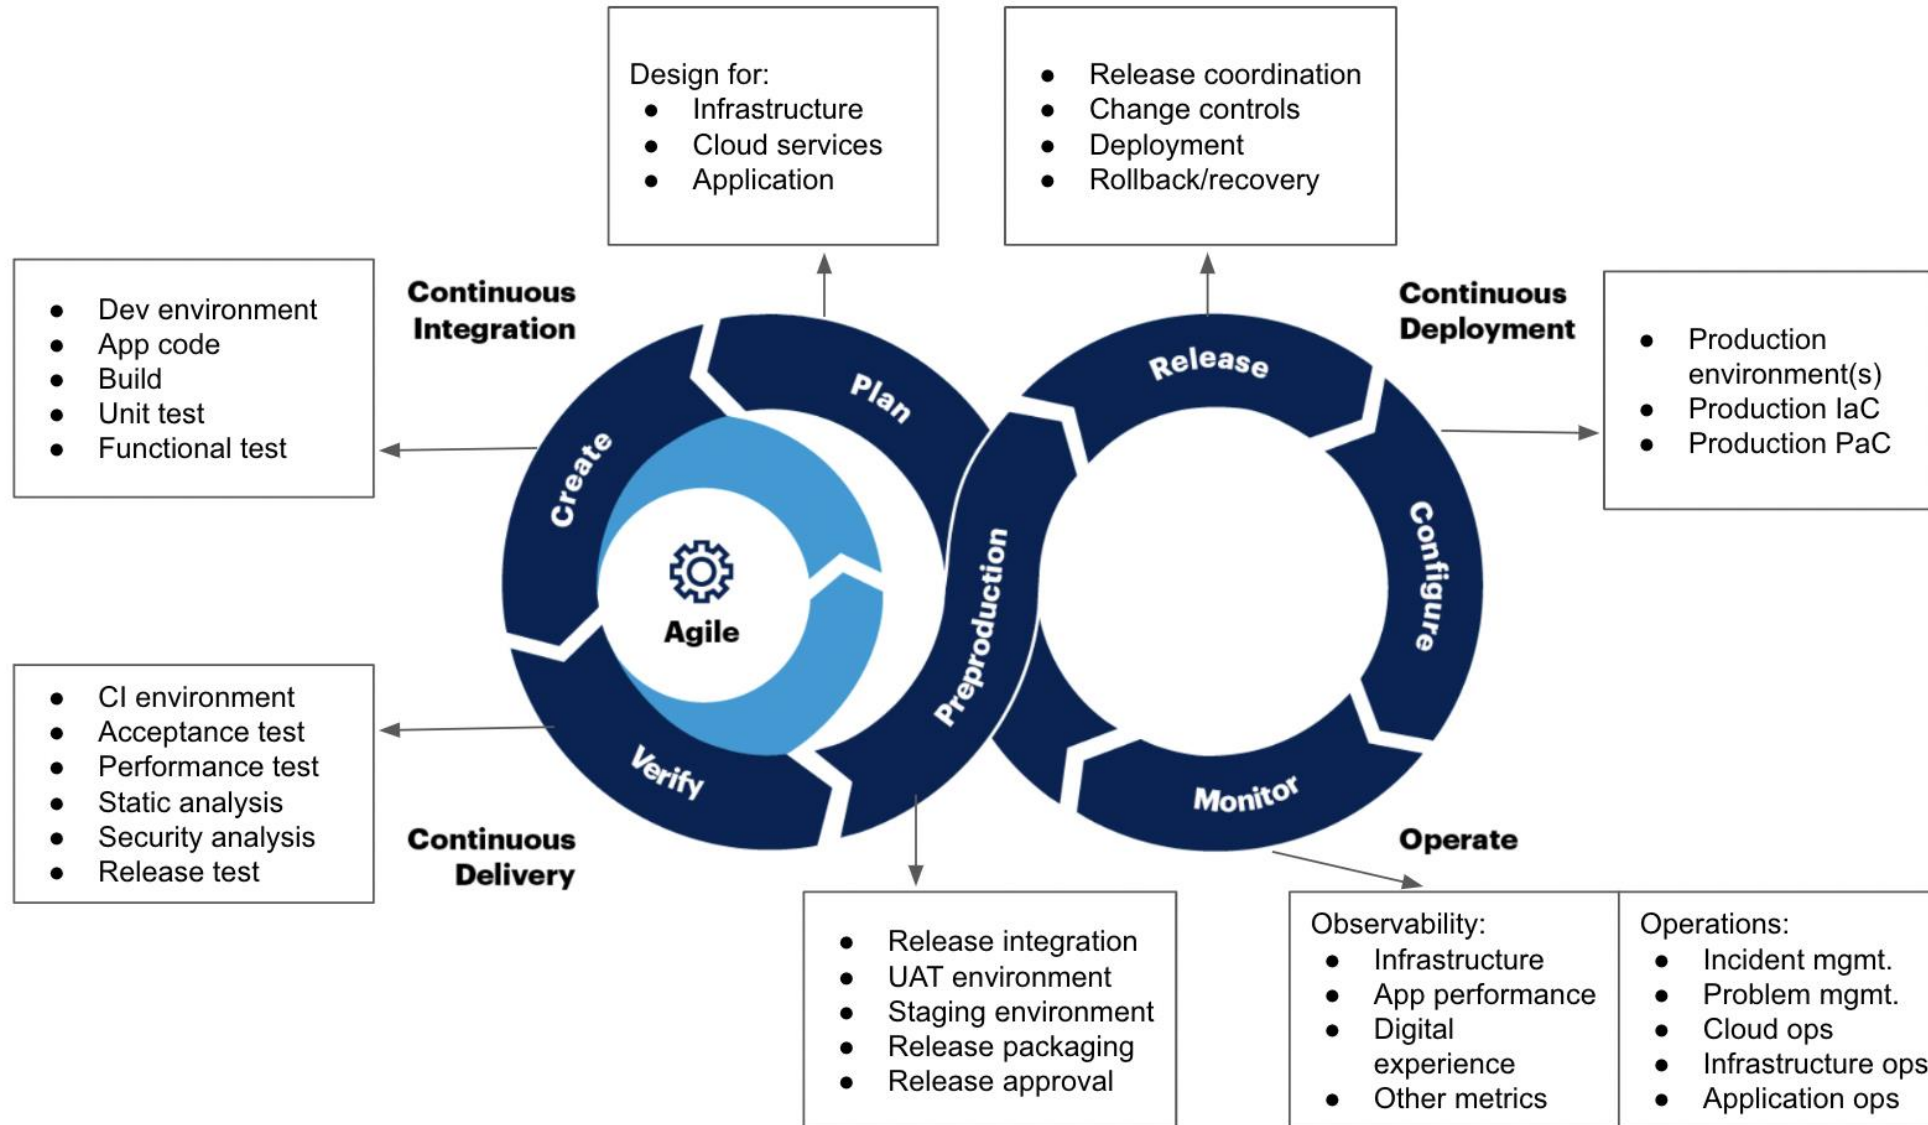 Design for:
● Infrastructure
● Cloud services
● Application
● Release coordination
● Change controls
● Deployment
● Rollback/recovery
● Dev environment
● App code
● Build
● Unit test
● Functional test
Continuous
Integration
Continuous
Deployment
● Production
environment(s)
● Production IaC
● Production PaC
Plan
Release
Create
Configure
Preproduction
Agile
Verify
Monitor
● CI environment
● Acceptance test
● Performance test
● Static analysis
● Security analysis
● Release test
Continuous
Delivery
Operate
● Release integration
● UAT environment
● Staging environment
● Release packaging
● Release approval
Observability:
● Infrastructure
● App performance
● Digital
experience
● Other metrics
Operations:
● Incident mgmt.
● Problem mgmt.
● Cloud ops
● Infrastructure ops
● Application ops